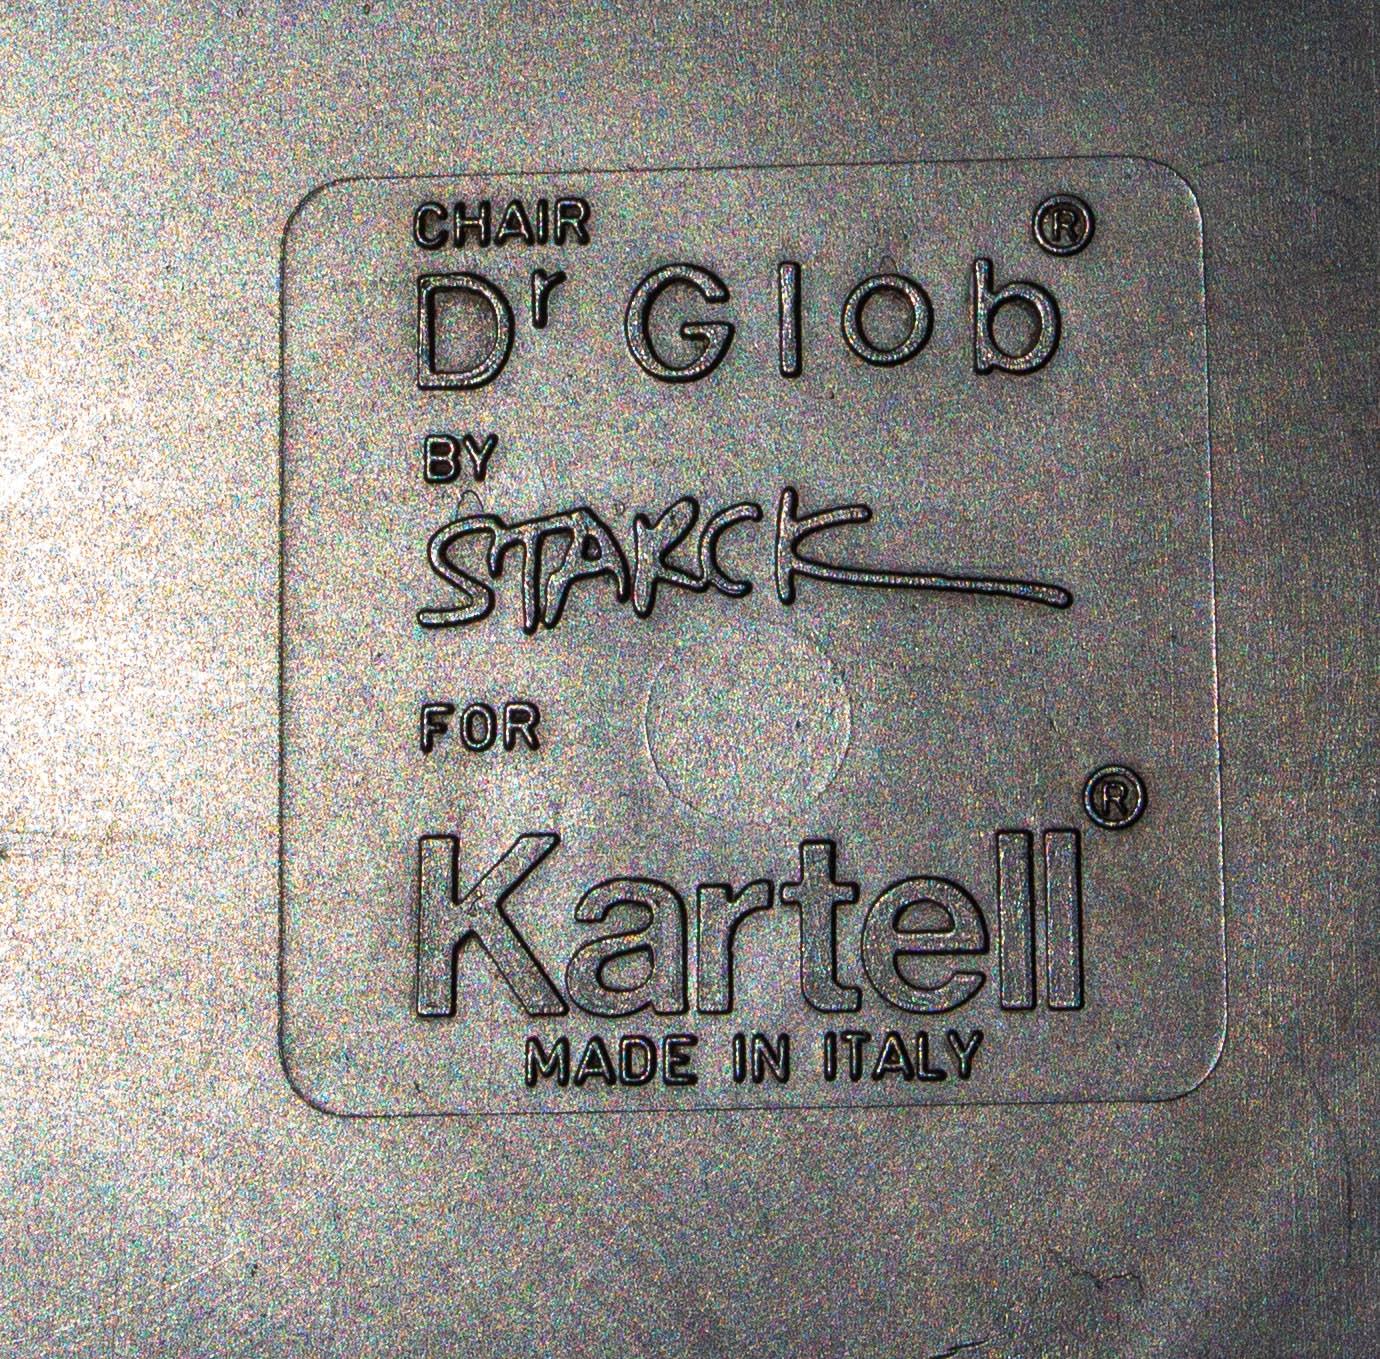 CHAIR
Dr Glob®
BY
STARCK
FOR
Kartell®
MADE IN ITALY